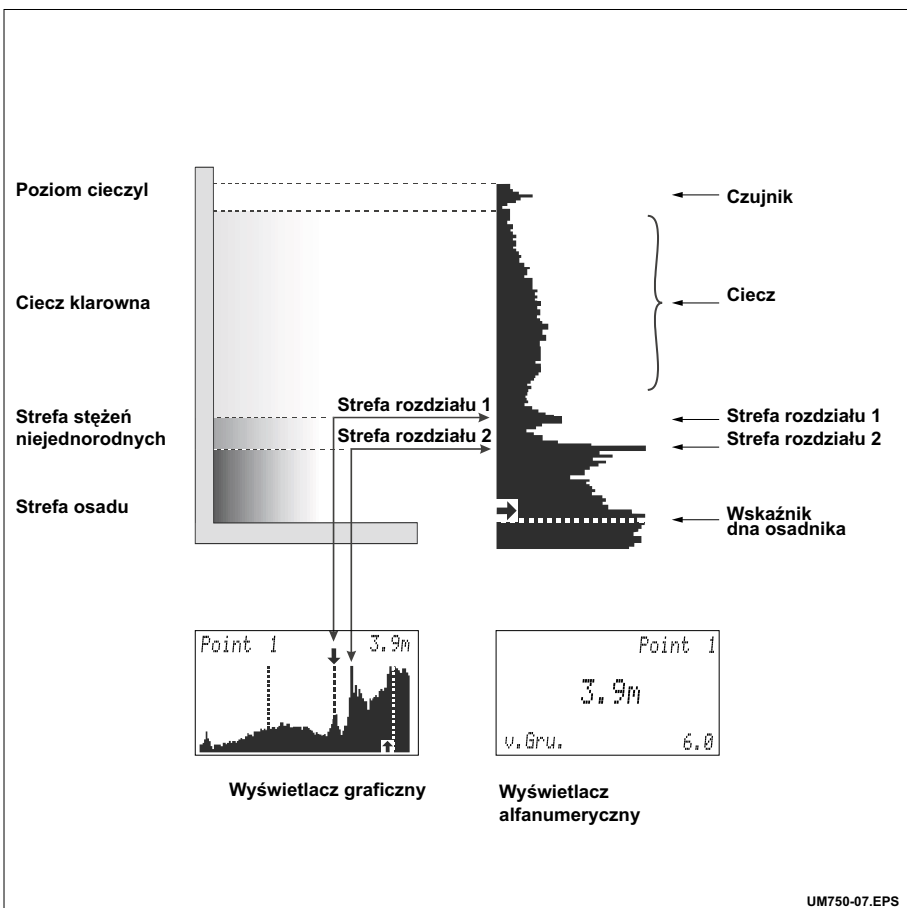 Poziom cieczyl
Czujnik
Ciecz klarowna
Ciecz
Strefa stężeń
niejednorodnych
Strefa rozdziału 1
Strefa rozdziału 2
Strefa rozdziału 1
Strefa rozdziału 2
Strefa osadu
Wskaźnik
dna osadnika
Point 1 3.9m
Point 1
3.9m
v.Gru. 6.0
Wyświetlacz graficzny
Wyświetlacz
alfanumeryczny
UM750-07.EPS